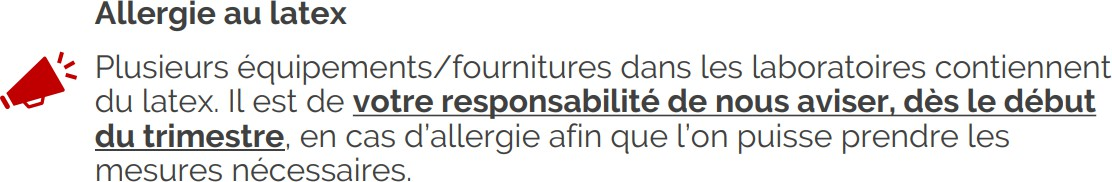 Allergie au latex
Plusieurs équipements/fournitures dans les laboratoires contiennent
du latex. Il est de votre responsabilité de nous aviser, dès le début
du trimestre, en cas d’allergie afin que l’on puisse prendre les
mesures nécessaires.